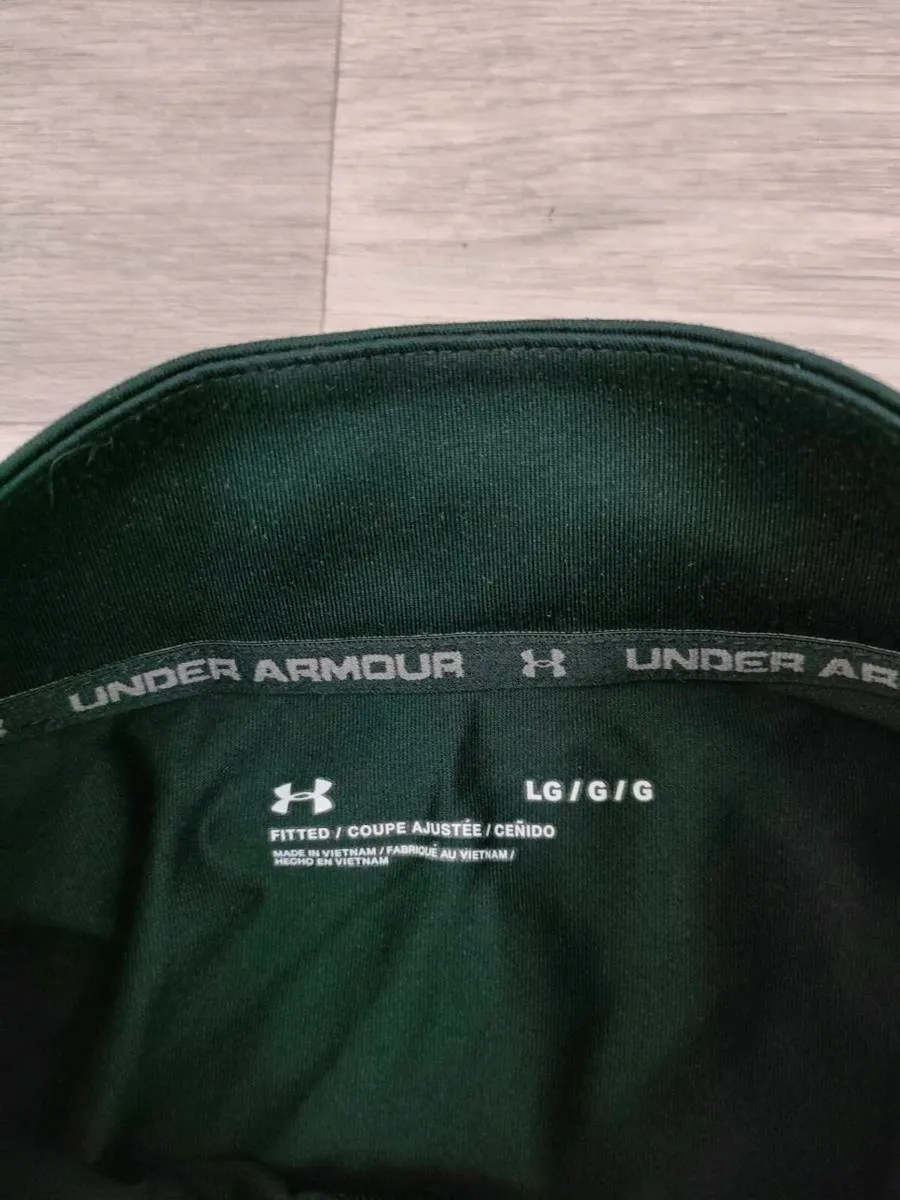 UNDER ARMOUR UNDER AR
LG / G / G
FITTED / COUPE AJUSTÉE / CEÑIDO
MADE IN VIETNAM / FABRIQUÉ AU VIETNAM /
HECHO EN VIETNAM